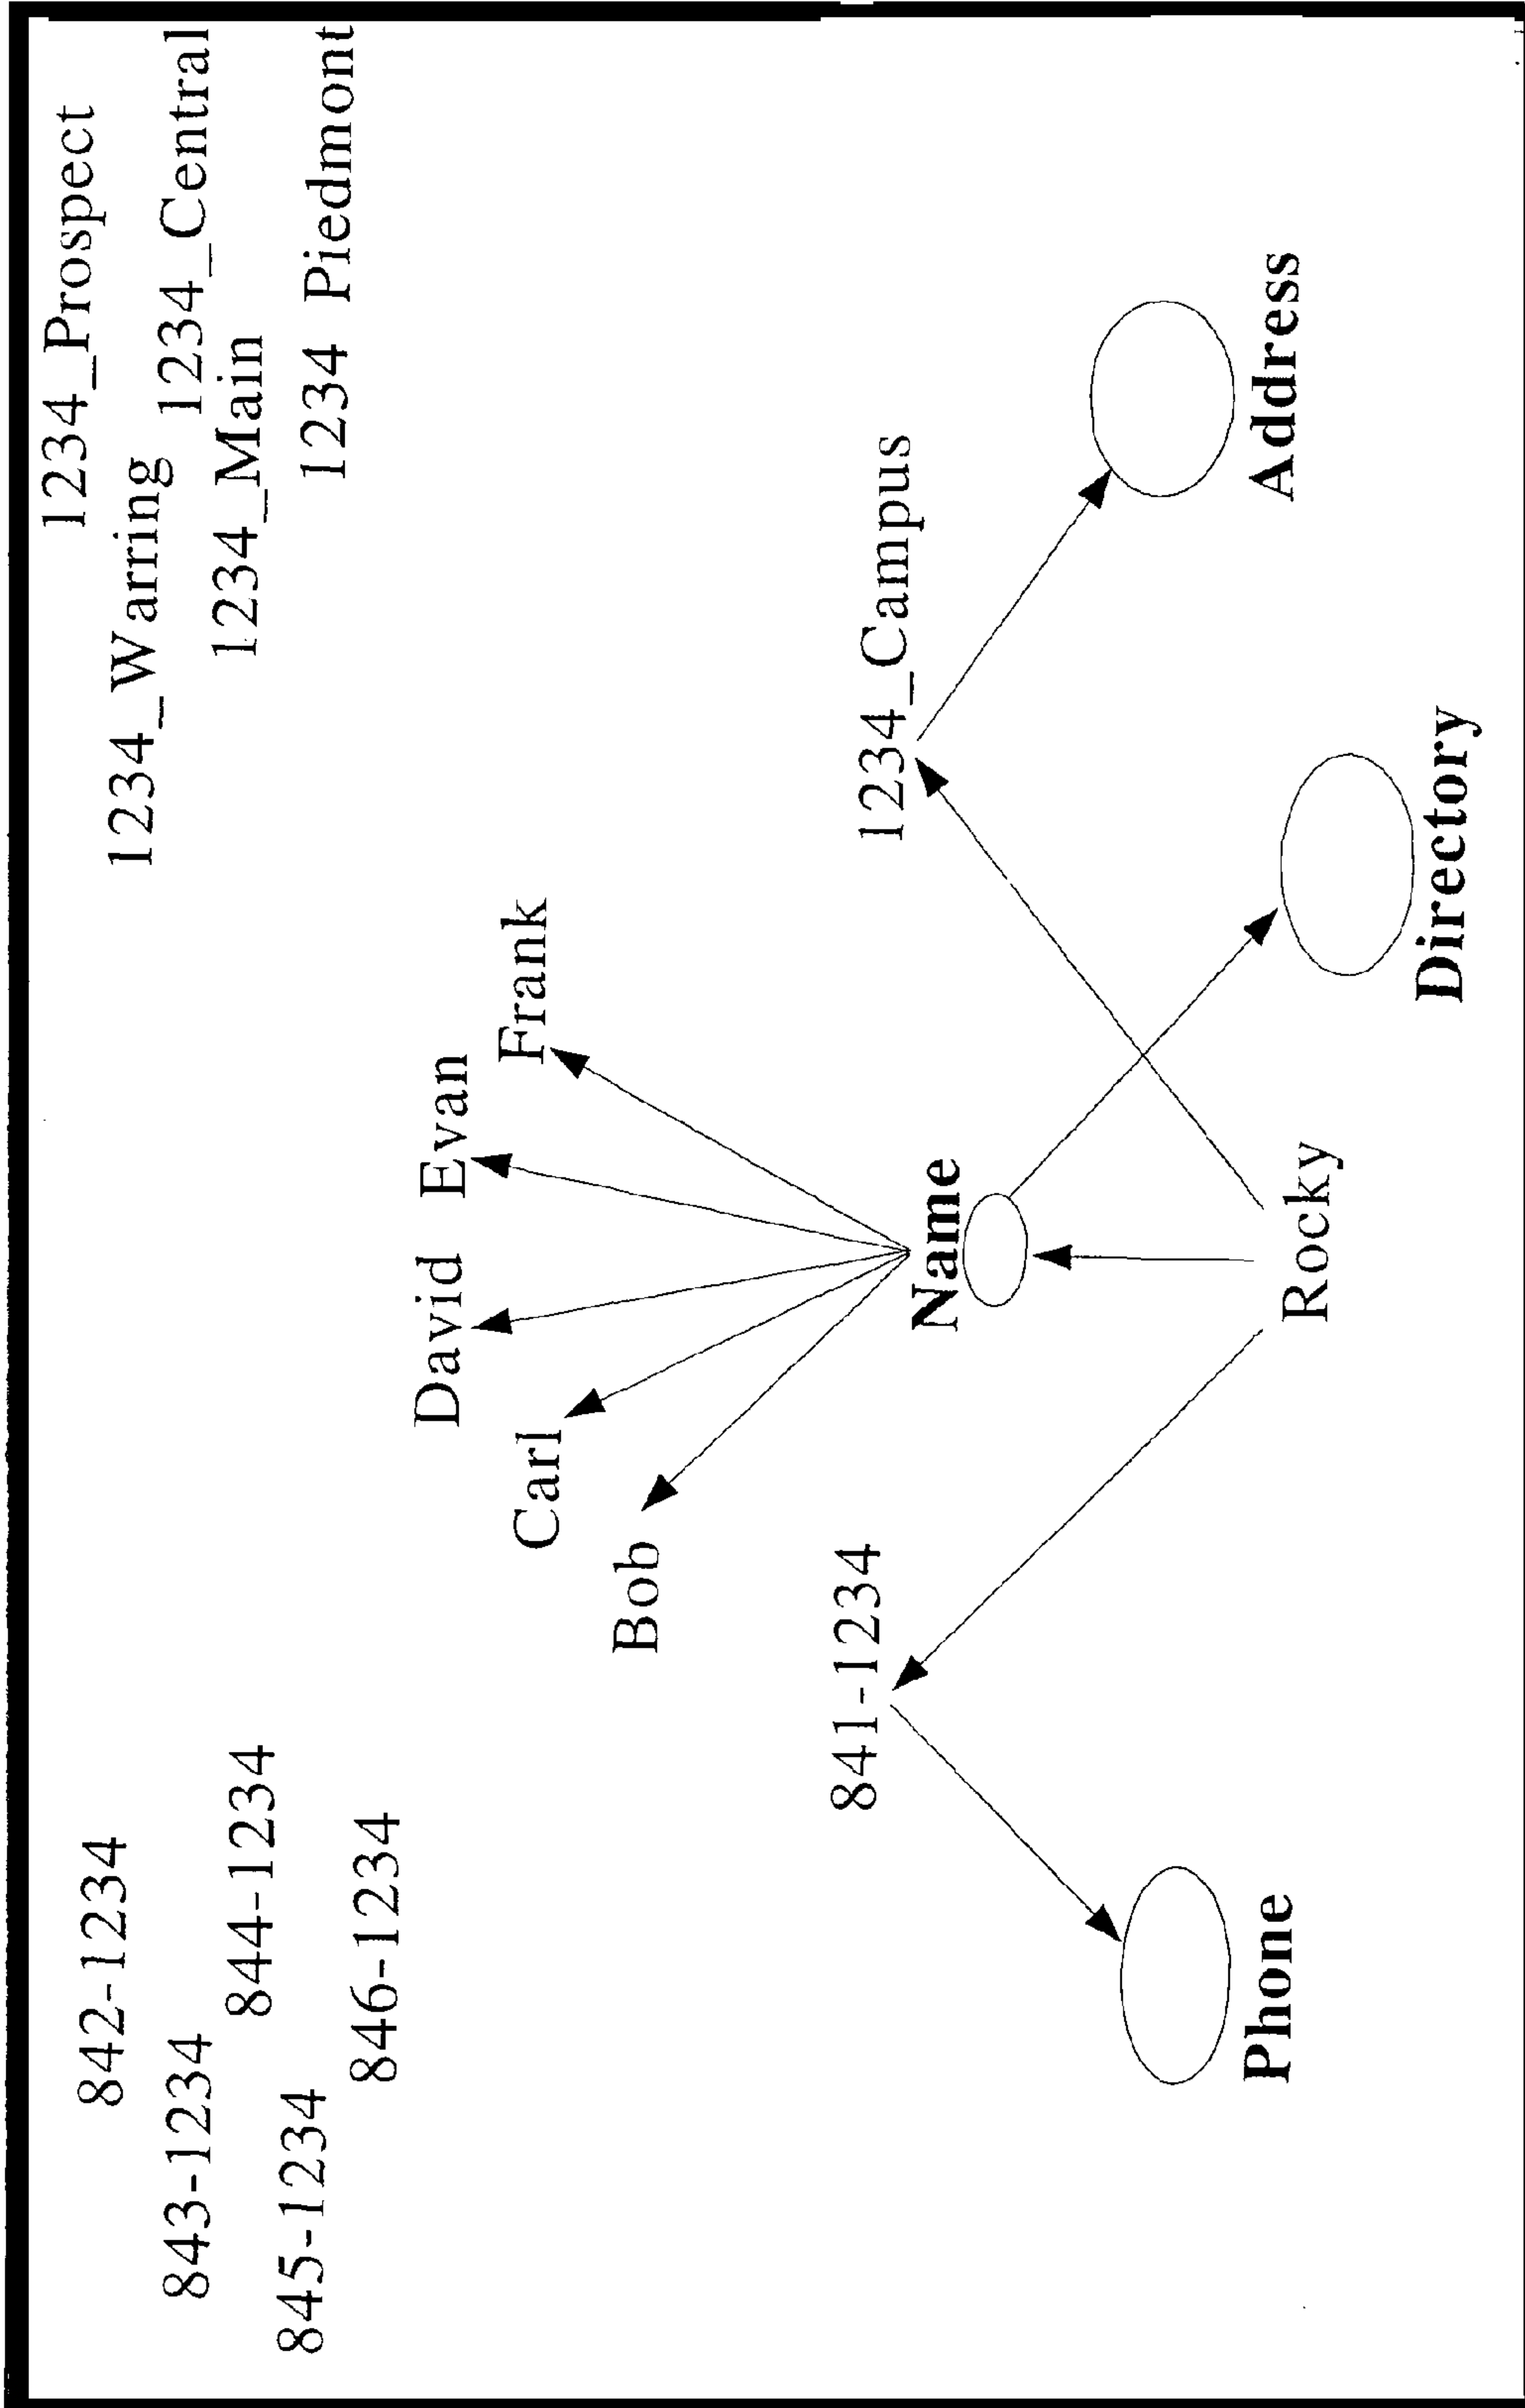 842-1234
1234_Prospect
843-1234
1234_Warring 1234_Central
844-1234
1234_Main
845-1234
1234 Piedmont
846-1234
David Evan
Carl
Frank
Bob
841-1234
1234_Campus
Name
Phone
Rocky
Address
Directory